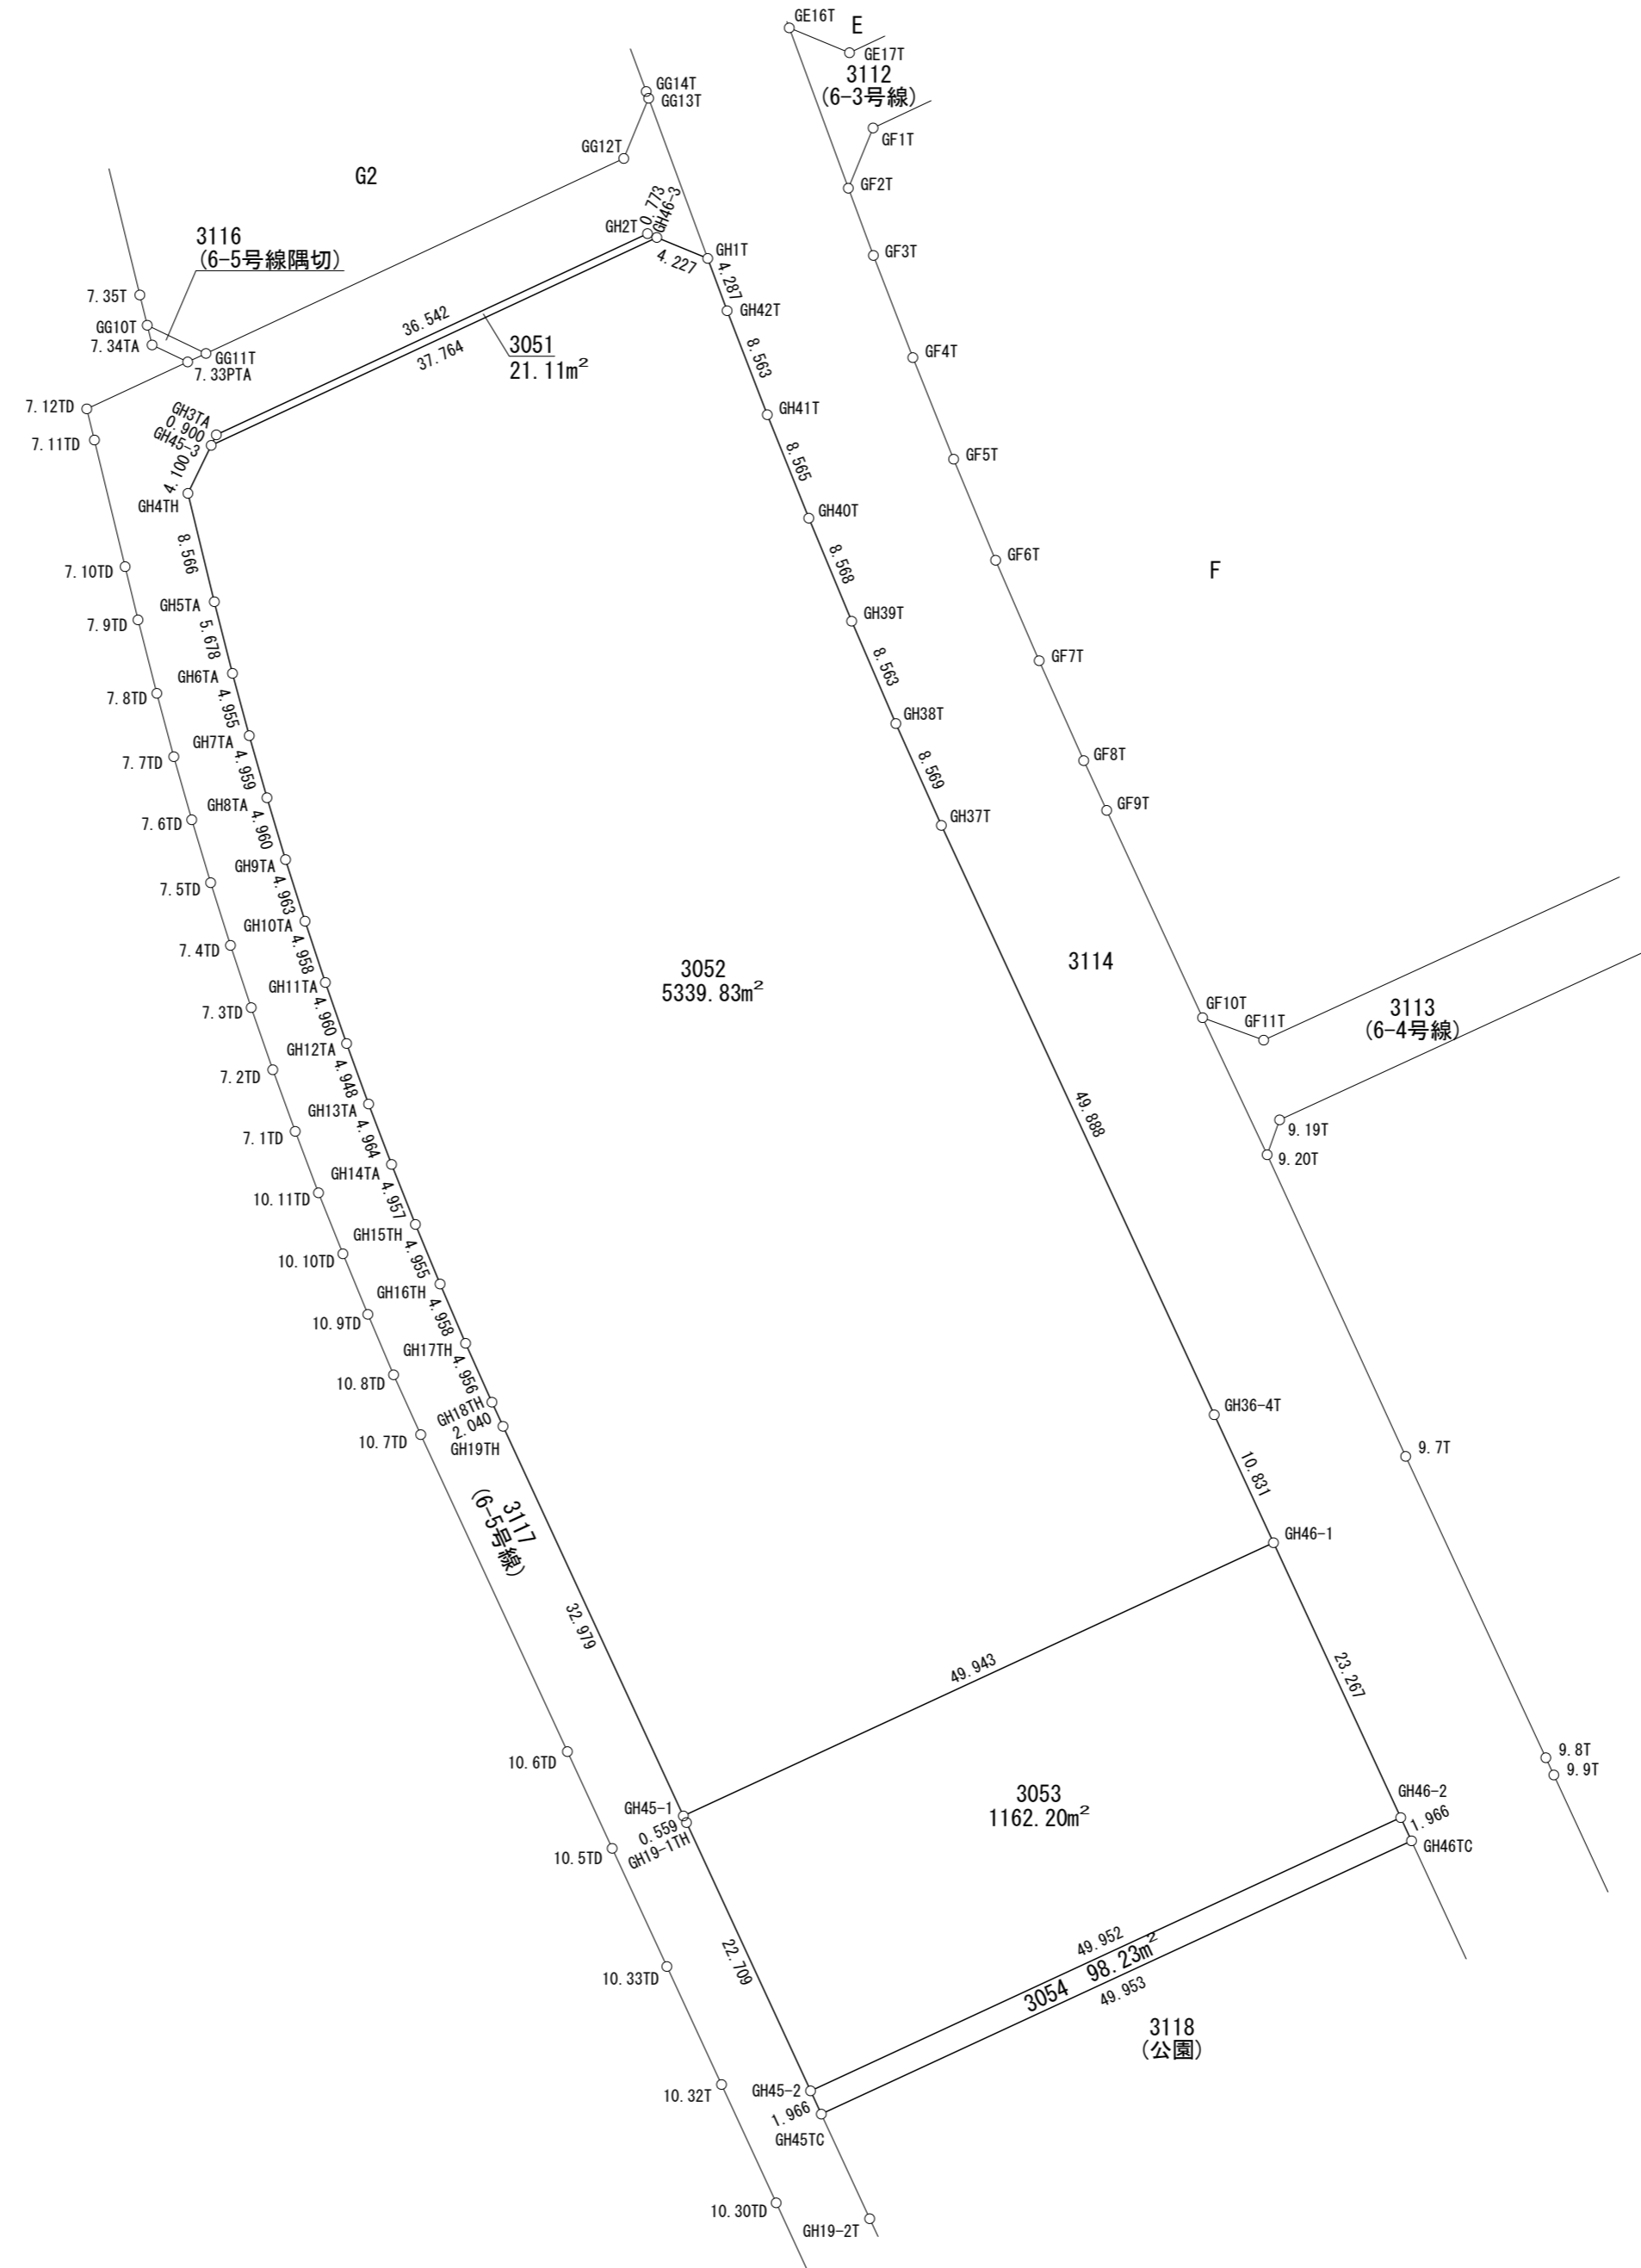 GE16T
E
GE17T
3112
(6-3号線)
GG14T
GG13T
GF1T
GG12T
G2
GF2T
0.773
GH46-3
GH2T
3116
(6-5号線隅切)
GH1T
GF3T
4.227
4.287
7.35T
GH42T
GG10T
36.542
7.34TA
3051
21.11m²
37.764
GG11T
7.33PTA
8.563
GF4T
7.12TD
GH3TA
0.900
GH45-3
GH41T
7.11TD
8.565
GF5T
4.100
GH4TH
GH40T
8.566
8.568
GF6T
7.10TD
F
GH5TA
7.9TD
GH39T
5.678
8.563
GF7T
GH6TA
7.8TD
4.955
GH38T
GH7TA
7.7TD
4.959
8.569
GF8T
GH8TA
7.6TD
4.960
GH37T
GF9T
GH9TA
7.5TD
4.963
GH10TA
7.4TD
4.958
3052
5339.83m²
3114
GH11TA
7.3TD
4.960
GF10T
GF11T
3113
(6-4号線)
GH12TA
7.2TD
4.948
GH13TA
49.888
7.1TD
4.964
9.19T
GH14TA
9.20T
10.11TD
4.957
GH15TH
10.10TD
4.955
GH16TH
10.9TD
4.958
GH17TH
10.8TD
4.956
GH18TH
2.040
GH19TH
GH36-4T
10.7TD
9.7T
10.831
3117
(6-5号線)
GH46-1
32.979
49.943
23.267
10.6TD
9.8T
9.9T
GH45-1
0.559
GH19-1TH
3053
1162.20m²
GH46-2
1.966
GH46TC
10.5TD
22.709
49.952
3054 98.23m²
49.953
10.33TD
3118
(公園)
GH45-2
10.32T
1.966
GH45TC
10.30TD
GH19-2T